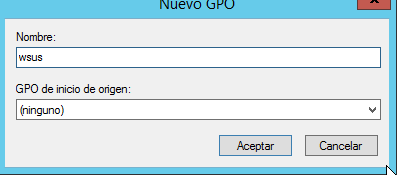 Nuevo GPO
Nombre:
wsus
GPO de inicio de origen:
(ninguno)
Aceptar
Cancelar